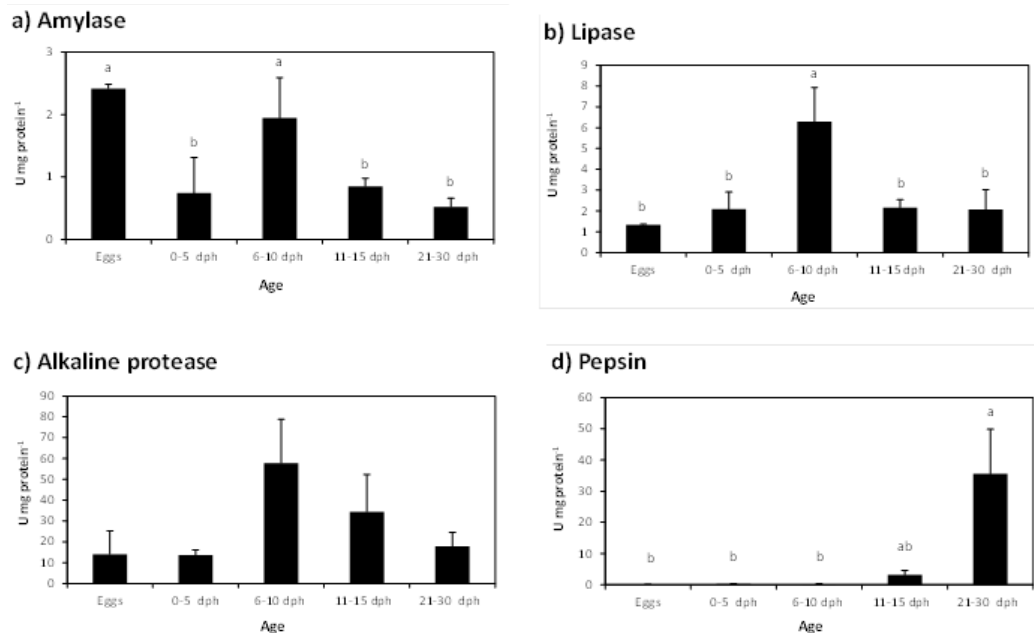 a) Amylase
3
2
1
0
U mg protein⁻¹
a
b
a
b
b
Eggs 0-5 dph 6-10 dph 11-15 dph 21-30 dph
Age
b) Lipase
9
8
7
6
5
4
3
2
1
0
U mg protein⁻¹
b
b
a
b
b
Eggs 0-5 dph 6-10 dph 11-15 dph 21-30 dph
Age
c) Alkaline protease
90
80
70
60
50
40
30
20
10
0
U mg protein⁻¹
Eggs 0-5 dph 6-10 dph 11-15 dph 21-30 dph
Age
d) Pepsin
60
50
40
30
20
10
0
U mg protein⁻¹
b
b
b
ab
a
Eggs 0-5 dph 6-10 dph 11-15 dph 21-30 dph
Age